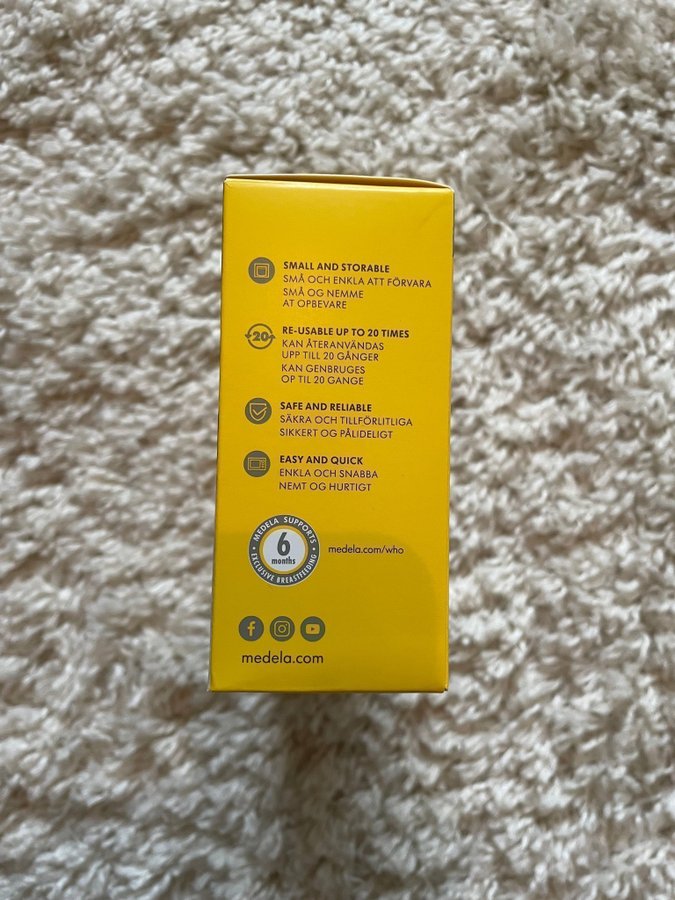 SMALL AND STORABLE
SMÅ OCH ENKLA ATT FÖRVARA
SMÅ OG NEMME
AT OPBEVARE
20
RE-USABLE UP TO 20 TIMES
KAN ÅTERANVÄNDAS
UPP TILL 20 GÅNGER
KAN GENBRUGES
OP TIL 20 GANGE
SAFE AND RELIABLE
SÄKRA OCH TILLFÖRLITLIGA
SIKKERT OG PÅLIDELIGT
EASY AND QUICK
ENKLA OCH SNABBA
NEMT OG HURTIGT
MEDELA SUPPORTS
6
months
EXCLUSIVE BREASTFEEDING
medela.com/who
medela.com